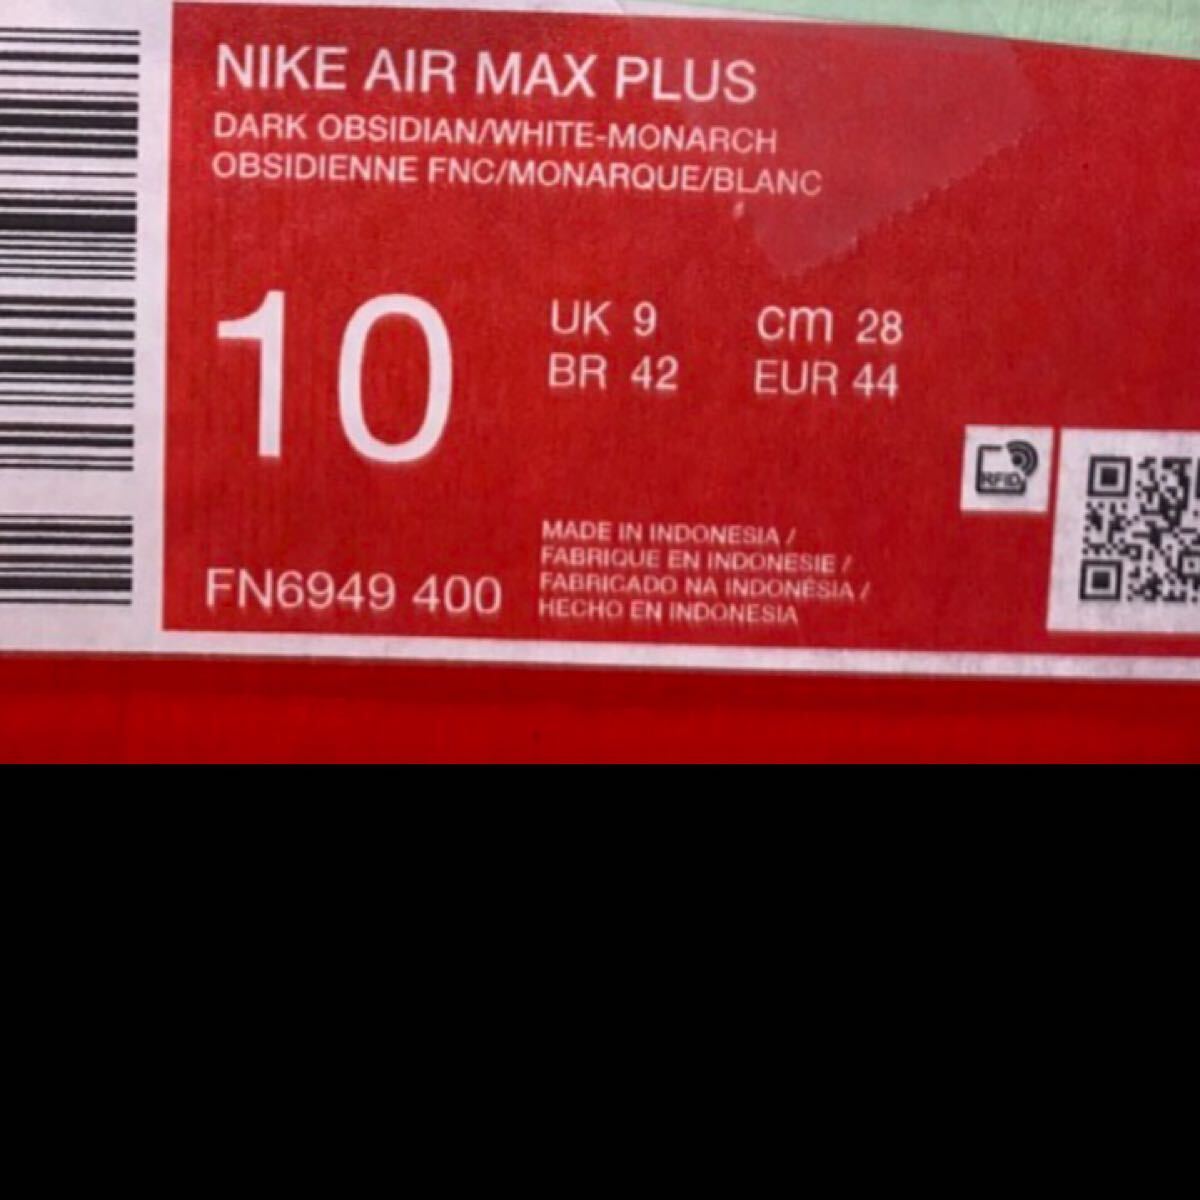 NIKE AIR MAX PLUS
DARK OBSIDIAN/WHITE-MONARCH
OBSIDIENNE FNC/MONARQUE/BLANC
10
UK 9 cm 28
BR 42 EUR 44
RFID
MADE IN INDONESIA /
FABRIQUE EN INDONESIE /
FABRICADO NA INDONÉSIA /
HECHO EN INDONESIA
FN6949 400